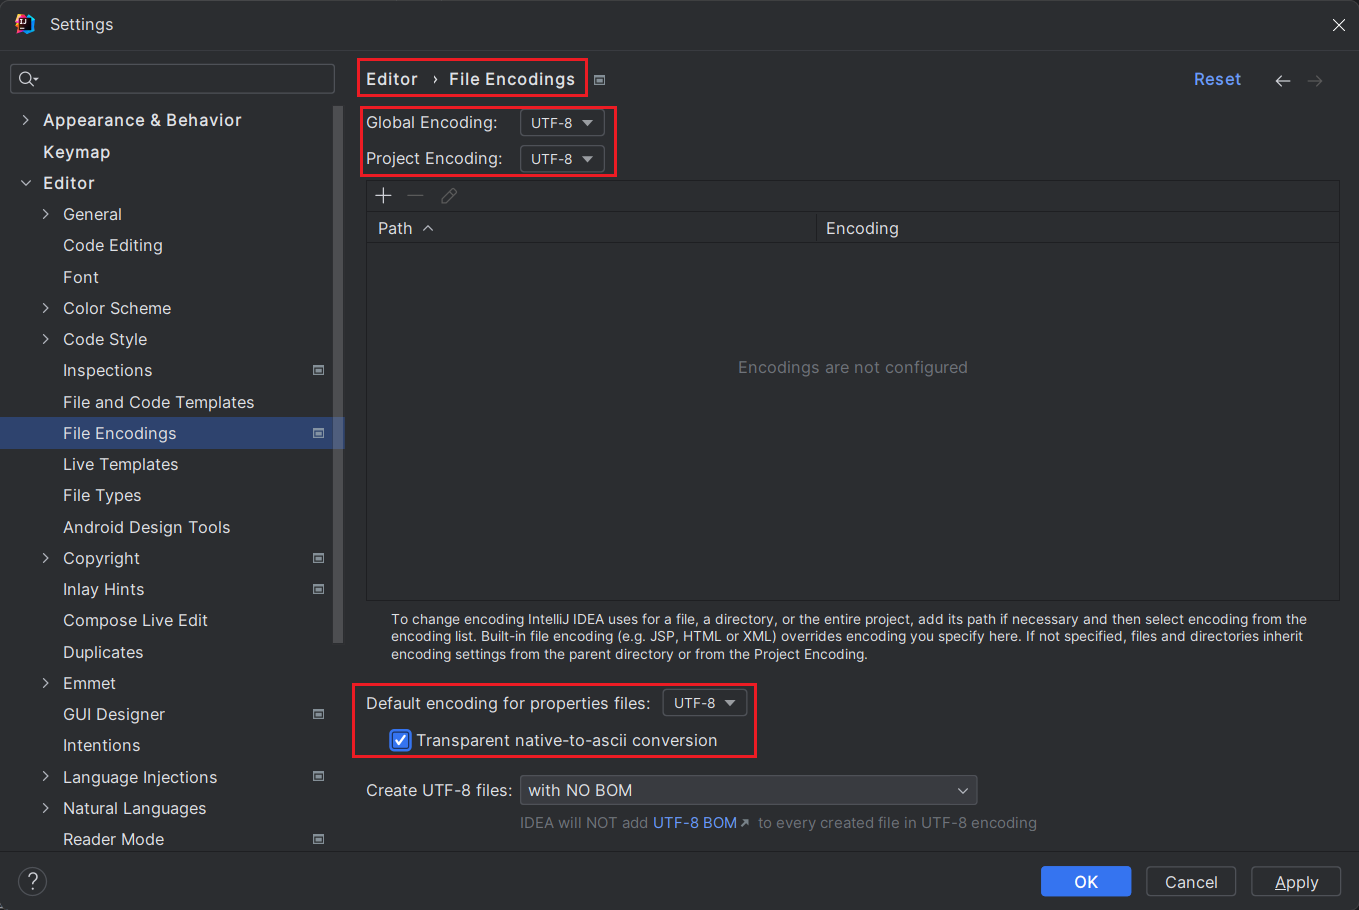 Settings
Editor › File Encodings
Reset
Appearance & Behavior
Keymap
Editor
General
Code Editing
Font
Color Scheme
Code Style
Inspections
File and Code Templates
File Encodings
Live Templates
File Types
Android Design Tools
Copyright
Inlay Hints
Compose Live Edit
Duplicates
Emmet
GUI Designer
Intentions
Language Injections
Natural Languages
Reader Mode
Global Encoding: UTF-8
Project Encoding: UTF-8
Path Encoding
Encodings are not configured
To change encoding IntelliJ IDEA uses for a file, a directory, or the entire project, add its path if necessary and then select encoding from the
encoding list. Built-in file encoding (e.g. JSP, HTML or XML) overrides encoding you specify here. If not specified, files and directories inherit
encoding settings from the parent directory or from the Project Encoding.
Default encoding for properties files: UTF-8
Transparent native-to-ascii conversion
Create UTF-8 files: with NO BOM
IDEA will NOT add UTF-8 BOM↗ to every created file in UTF-8 encoding
?
OK
Cancel
Apply